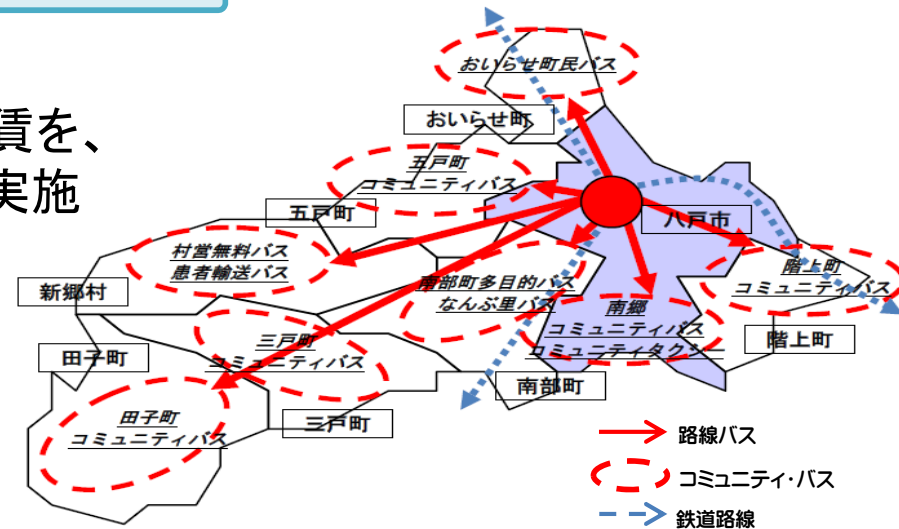 賃を、
実施
おいらせ町民バス
おいらせ町
五戸町
コミュニティバス
五戸町
八戸市
村営無料バス
患者輸送バス
階上町
コミュニティバス
南部町多目的バス
なんぶ里バス
新郷村
南郷
コミュニティバス
コミュニティタクシー
三戸町
コミュニティバス
階上町
田子町
南部町
田子町
コミュニティバス
三戸町
路線バス
コミュニティ・バス
鉄道路線